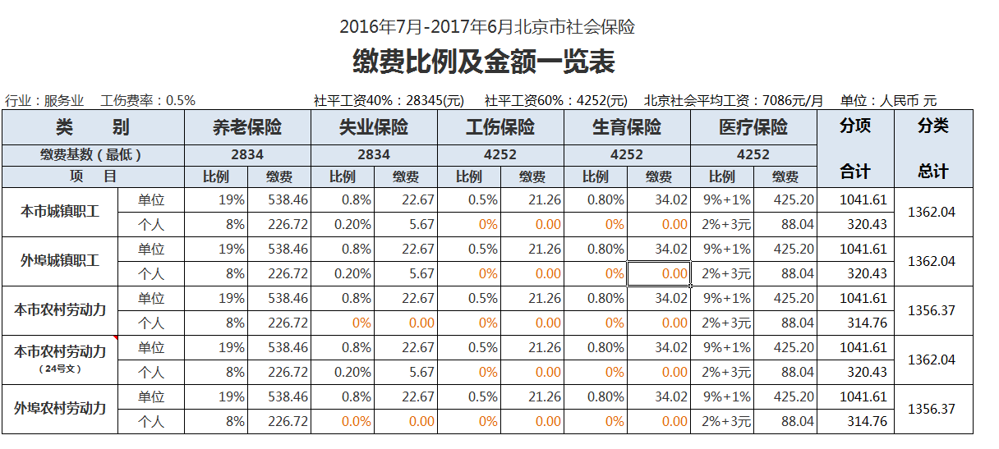 2016年7月-2017年6月北京市社会保险
缴费比例及金额一览表
行业：服务业 工伤费率：0.5% 社平工资40%：28345(元) 社平工资60%：4252(元) 北京社会平均工资：7086元/月 单位：人民币 元
类 别 养老保险 失业保险 工伤保险 生育保险 医疗保险 分项 分类
缴费基数（最低） 2834 2834 4252 4252 4252
项 目 比例 缴费 比例 缴费 比例 缴费 比例 缴费 比例 缴费 合计 总计
本市城镇职工 单位 19% 538.46 0.8% 22.67 0.5% 21.26 0.80% 34.02 9%+1% 425.20 1041.61 1362.04
个人 8% 226.72 0.20% 5.67 0% 0.00 0% 0.00 2%+3元 88.04 320.43
外埠城镇职工 单位 19% 538.46 0.8% 22.67 0.5% 21.26 0.80% 34.02 9%+1% 425.20 1041.61 1362.04
个人 8% 226.72 0.20% 5.67 0% 0.00 0% 0.00 2%+3元 88.04 320.43
本市农村劳动力 单位 19% 538.46 0.8% 22.67 0.5% 21.26 0.80% 34.02 9%+1% 425.20 1041.61 1356.37
个人 8% 226.72 0% 0.00 0% 0.00 0% 0.00 2%+3元 88.04 314.76
本市农村劳动力 单位 19% 538.46 0.8% 22.67 0.5% 21.26 0.80% 34.02 9%+1% 425.20 1041.61 1362.04
（24号文） 个人 8% 226.72 0.20% 5.67 0% 0.00 0% 0.00 2%+3元 88.04 320.43
外埠农村劳动力 单位 19% 538.46 0.8% 22.67 0.5% 21.26 0.80% 34.02 9%+1% 425.20 1041.61 1356.37
个人 8% 226.72 0.0% 0.00 0% 0.00 0% 0.00 2%+3元 88.04 314.76